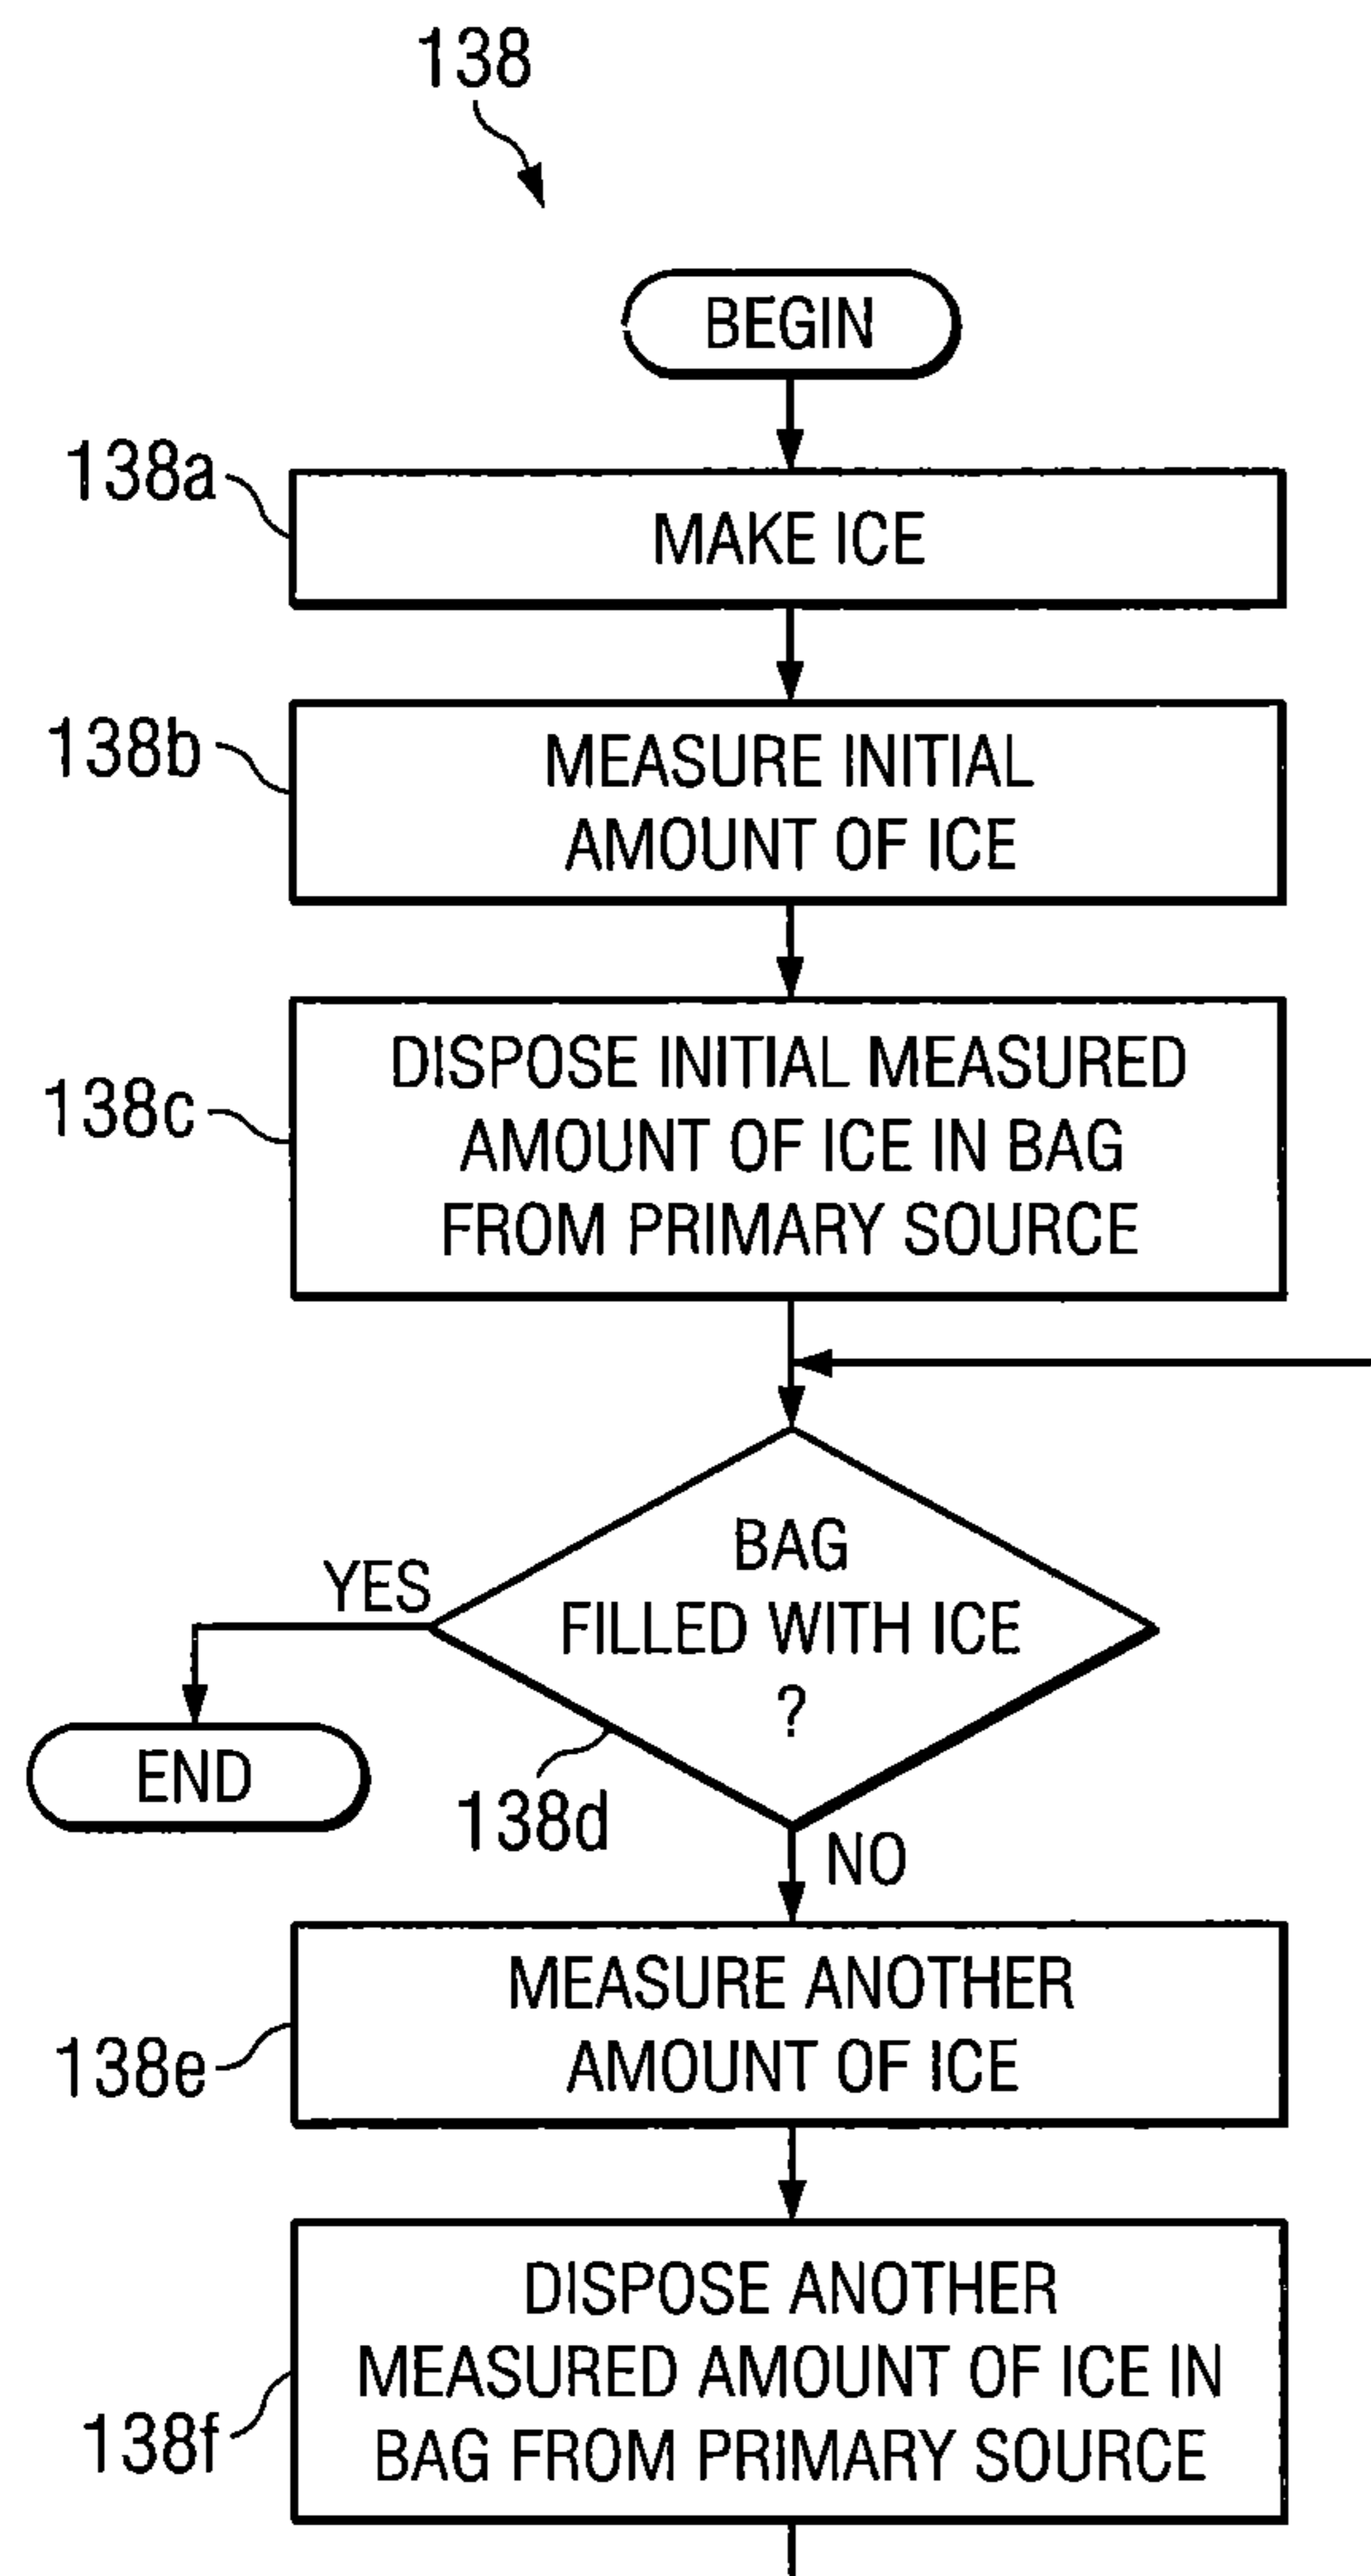 138
BEGIN
138a
MAKE ICE
138b
MEASURE INITIAL
AMOUNT OF ICE
138c
DISPOSE INITIAL MEASURED
AMOUNT OF ICE IN BAG
FROM PRIMARY SOURCE
BAG
FILLED WITH ICE
?
YES
END
138d
NO
138e
MEASURE ANOTHER
AMOUNT OF ICE
138f
DISPOSE ANOTHER
MEASURED AMOUNT OF ICE IN
BAG FROM PRIMARY SOURCE